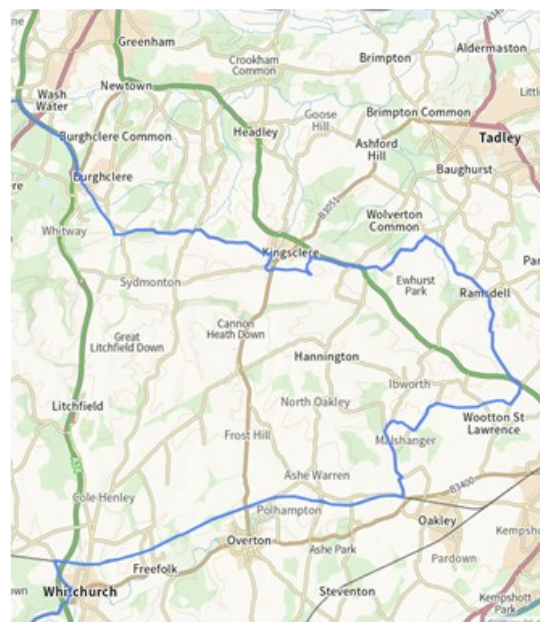 Greenham
Crookham
Common
Brimpton
Aldermaston
Wash
Water
Newtown
Goose
Hill
Brimpton Common
Headley
Burghclere Common
Ashford
Hill
Tadley
Baughurst
Burghclere
B3051
Wolverton
Common
Whitway
Kingsclere
Ewhurst
Park
Ramsdell
Sydmonton
Cannon
Heath Down
Great
Litchfield Down
Hannington
Ibworth
Litchfield
North Oakley
Wootton St
Lawrence
Frost Hill
Malshanger
A34
Ashe Warren
B3400
Cole Henley
Polhampton
Oakley
Overton
Ashe Park
Pardown
Freefolk
Whitchurch
Steventon
Kempshott
Park